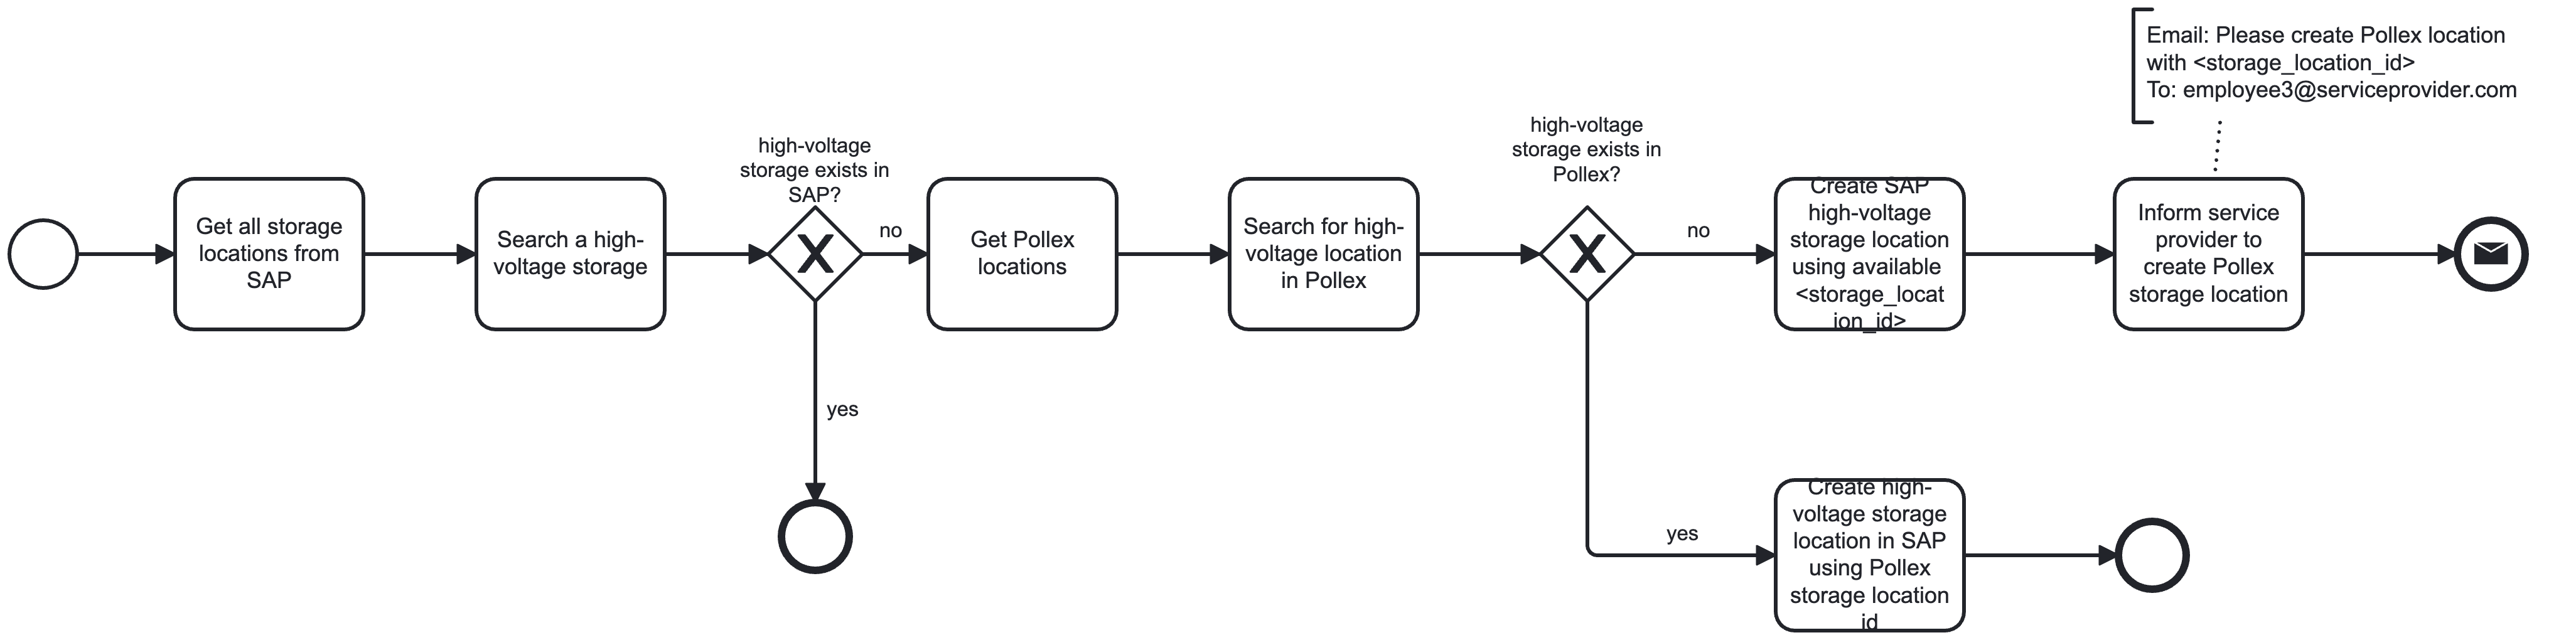 Email: Please create Pollex location
with <storage_location_id>
To: employee3@serviceprovider.com
Get all storage
locations from
SAP
Search a high-
voltage storage
high-voltage
storage exists in
SAP?
no
yes
Get Pollex
locations
Search for high-
voltage location
in Pollex
high-voltage
storage exists in
Pollex?
no
yes
Create SAP
high-voltage
storage location
using available
<storage_locat
ion_id>
Inform service
provider to
create Pollex
storage location
Create high-
voltage storage
location in SAP
using Pollex
storage location
id